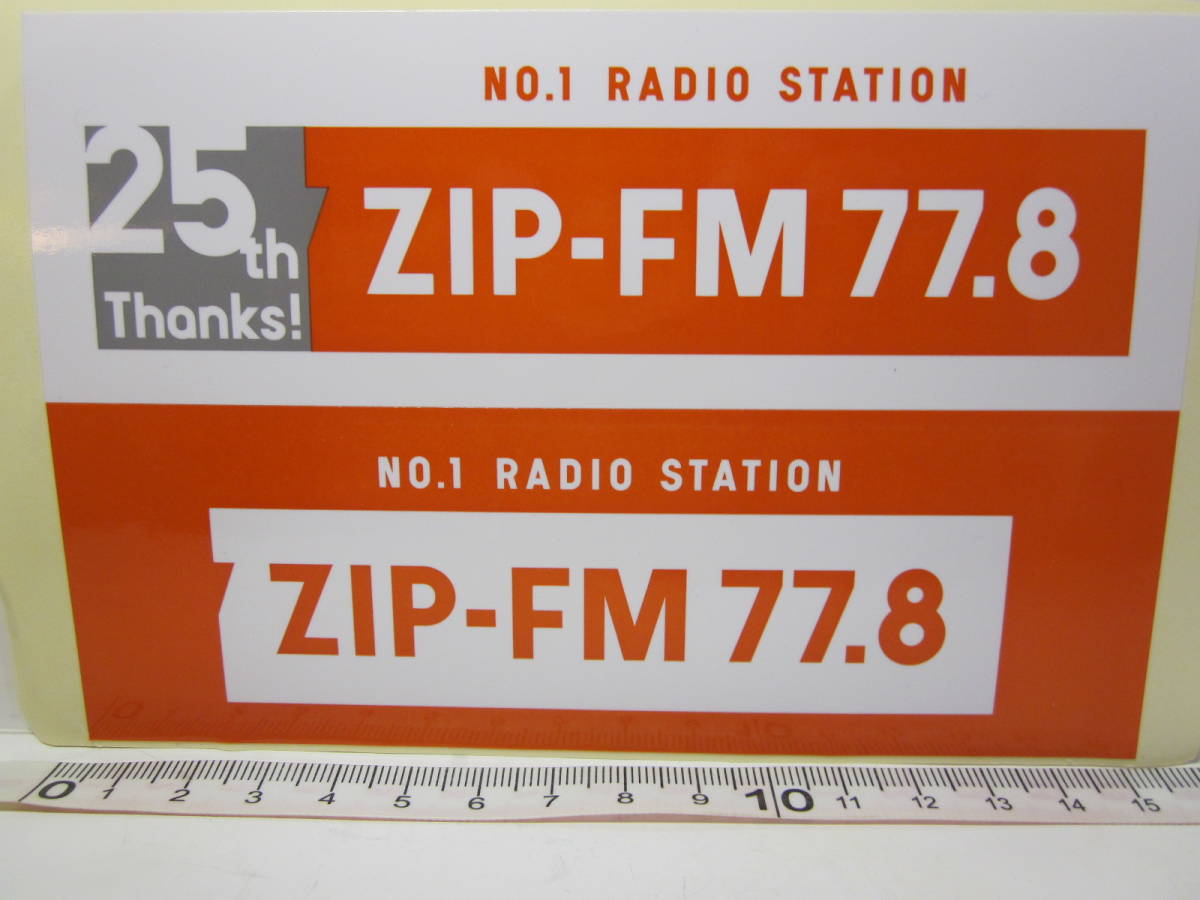 NO.1 RADIO STATION
25th
Thanks!
ZIP-FM 77.8
NO.1 RADIO STATION
ZIP-FM 77.8
0 1 2 3 4 5 6 7 8 9 10 11 12 13 14 15